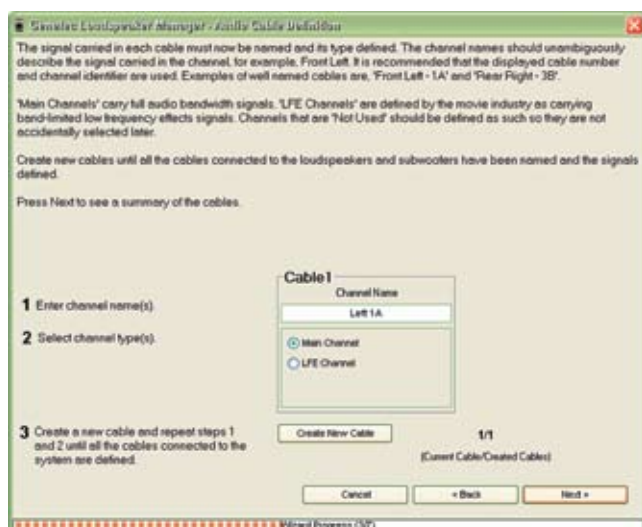 Genelec Loudspeaker Manager - Audio Cable Definition
The signal carried in each cable must now be named and its type defined. The channel names should unambiguously
describe the signal carried in the channel, for example, Front Left. It is recommended that the displayed cable number
and channel identifier are used. Examples of well named cables are, 'Front Left - 1A' and 'Rear Right - 3B'.
'Main Channels' carry full audio bandwidth signals. 'LFE Channels' are defined by the movie industry as carrying
band-limited low frequency effects signals. Channels that are 'Not Used' should be defined as such so they are not
accidentally selected later.
Create new cables until all the cables connected to the loudspeakers and subwoofers have been named and the signals
defined.
Press Next to see a summary of the cables.
Cable1
Channel Name
1 Enter channel name(s).
Left 1A
2 Select channel type(s).
Main Channel
LFE Channel
3 Create a new cable and repeat steps 1
and 2 until all the cables connected to the
system are defined.
Create New Cable
1/1
(Current Cable/Created Cables)
Cancel
< Back
Next >
Wizard Progress (3/7)